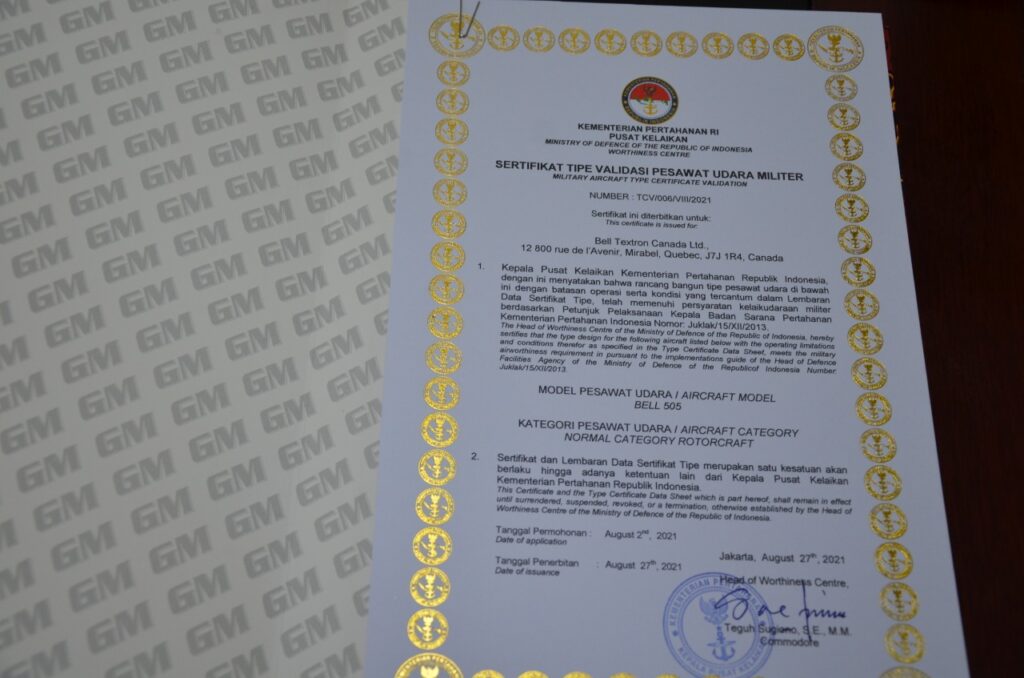 GM GM GM GM
KEMENTERIAN PERTAHANAN RI
PUSAT KELAIKAN
MINISTRY OF DEFENCE OF THE REPUBLIC OF INDONESIA
WORTHINESS CENTRE
SERTIFIKAT TIPE VALIDASI PESAWAT UDARA MILITER
MILITARY AIRCRAFT TYPE CERTIFICATE VALIDATION
NUMBER : TCV/006/VIII/2021
Sertifikat ini diterbitkan untuk:
This certificate is issued for:
Bell Textron Canada Ltd.,
12 800 rue de l'Avenir, Mirabel, Quebec, J7J 1R4, Canada
1. Kepala Pusat Kelaikan Kementerian Pertahanan Republik Indonesia,
dengan ini menyatakan bahwa rancang bangun tipe pesawat udara di bawah
ini dengan batasan operasi serta kondisi yang tercantum dalam Lembaran
Data Sertifikat Tipe, telah memenuhi persyaratan kelaikudaraan militer
berdasarkan Petunjuk Pelaksanaan Kepala Badan Sarana Pertahanan
Kementerian Pertahanan Indonesia Nomor: Juklak/15/XII/2013.
The Head of Worthiness Centre of the Ministry of Defence of the Republic of Indonesia, hereby
certifies that the type design for the following aircraft listed below with the operating limitations
and conditions therefor as specified in the Type Certificate Data Sheet, meets the military
airworthiness requirement in pursuant to the implementations guide of the Head of Defence
Facilities Agency of the Ministry of Defence of the Republicof Indonesia Number:
Juklak/15/XII/2013.
MODEL PESAWAT UDARA / AIRCRAFT MODEL
BELL 505
KATEGORI PESAWAT UDARA / AIRCRAFT CATEGORY
NORMAL CATEGORY ROTORCRAFT
2. Sertifikat dan Lembaran Data Sertifikat Tipe merupakan satu kesatuan akan
berlaku hingga adanya ketentuan lain dari Kepala Pusat Kelaikan
Kementerian Pertahanan Republik Indonesia.
This Certificate and the Type Certificate Data Sheet which is part hereof, shall remain in effect
until surrendered, suspended, revoked, or a termination, otherwise established by the Head of
Worthiness Centre of the Ministry of Defence of the Republic of Indonesia.
Tanggal Permohonan : August 2nd, 2021
Date of application
Tanggal Penerbitan : August 27th, 2021
Date of issuance
Jakarta, August 27th, 2021
Head of Worthiness Centre,
Teguh Sugiono, S.E., M.M.
Commodore
KEMENTERIAN
KEPALA PUSAT KELAIKAN